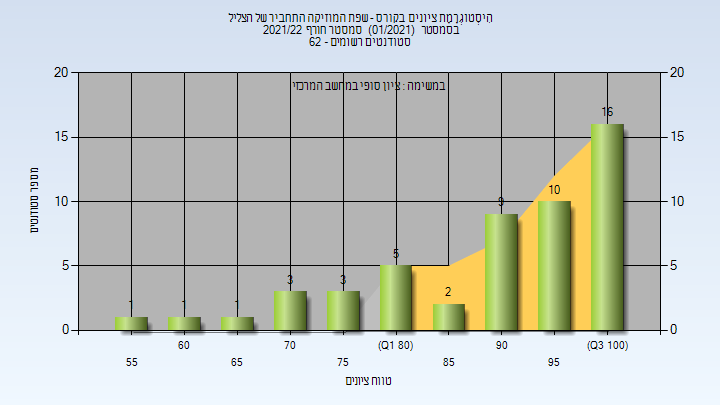 היסטוגרמת ציונים בקורס - שפת המוזיקה התחביר של הצליל
בסמסטר (01/2021) סמסטר חורף 2021/22
סטודנטים רשומים - 62
במשימה : ציון סופי במחשב המרכזי
20 20
15 15
10 10
5 5
0 0
מספר סטודנטים
1 1 1 3 3 5 2 9 10 16
60 70 (Q1 80) 90 (Q3 100)
55 65 75 85 95
טווח ציונים